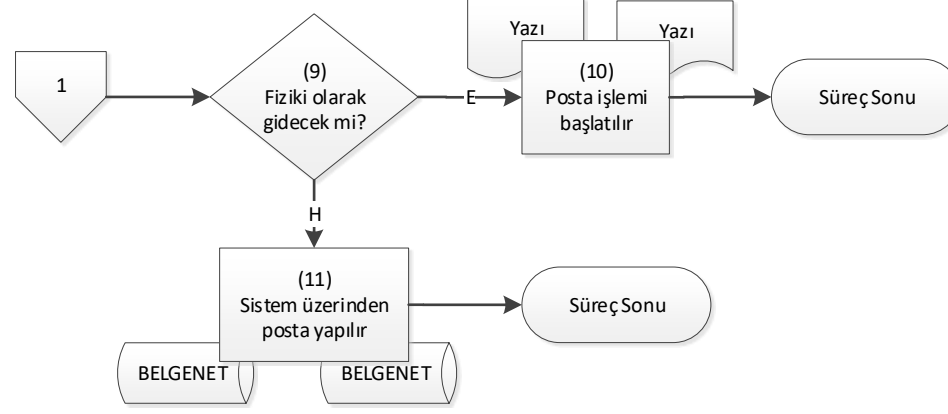 1
(9)
Fiziki olarak
gidecek mi?
E
Yazı
Yazı
(10)
Posta işlemi
başlatılır
Süreç Sonu
H
(11)
Sistem üzerinden
posta yapılır
BELGENET
BELGENET
Süreç Sonu